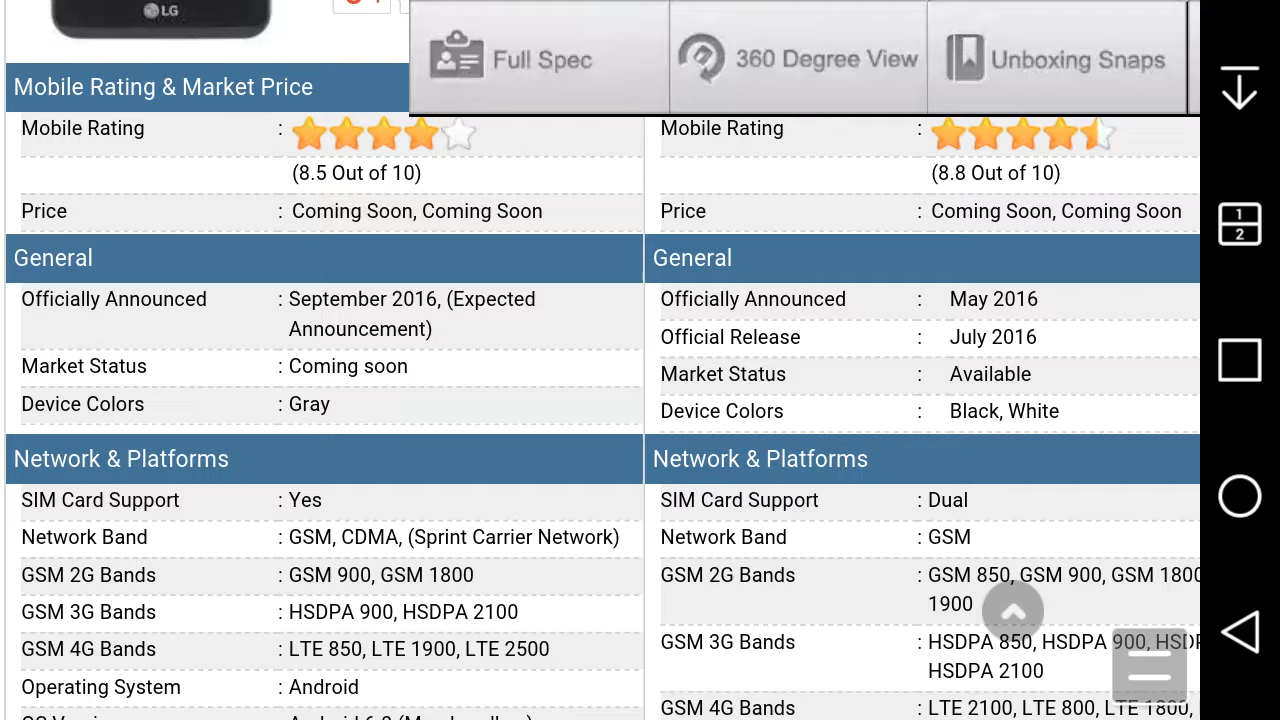 LG
Full Spec
360 Degree View
Unboxing Snaps
Mobile Rating & Market Price
Mobile Rating :
(8.5 Out of 10)
Price : Coming Soon, Coming Soon
General
Officially Announced : September 2016, (Expected
Announcement)
Market Status : Coming soon
Device Colors : Gray
Network & Platforms
SIM Card Support : Yes
Network Band : GSM, CDMA, (Sprint Carrier Network)
GSM 2G Bands : GSM 900, GSM 1800
GSM 3G Bands : HSDPA 900, HSDPA 2100
GSM 4G Bands : LTE 850, LTE 1900, LTE 2500
Operating System : Android
Mobile Rating :
(8.8 Out of 10)
Price : Coming Soon, Coming Soon
General
Officially Announced : May 2016
Official Release : July 2016
Market Status : Available
Device Colors : Black, White
Network & Platforms
SIM Card Support : Dual
Network Band : GSM
GSM 2G Bands : GSM 850, GSM 900, GSM 1800
1900
GSM 3G Bands : HSDPA 850, HSDPA 900,
HSDPA 2100
GSM 4G Bands : LTE 2100, LTE 800, LTE 1800,
1
2